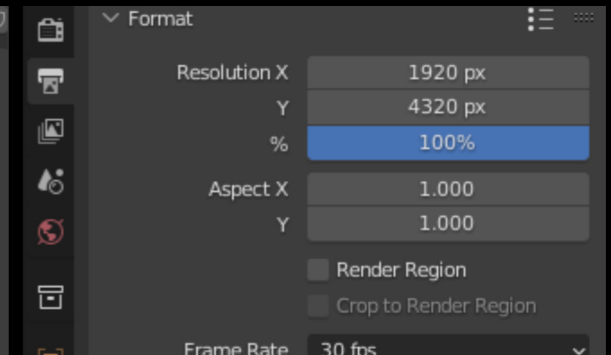 Format
Resolution X 1920 px
Y 4320 px
% 100%
Aspect X 1.000
Y 1.000
Render Region
Crop to Render Region
Frame Rate 30 fps